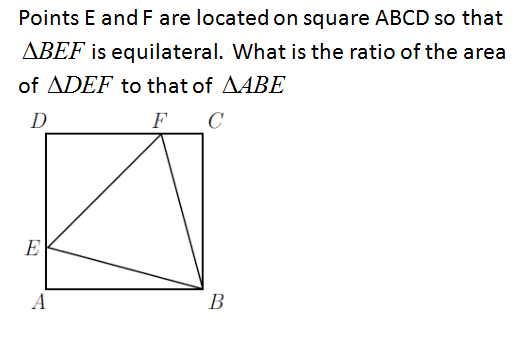 Points E and F are located on square ABCD so that
ΔBEF is equilateral. What is the ratio of the area
of ΔDEF to that of ΔABE
D F C
E
A B